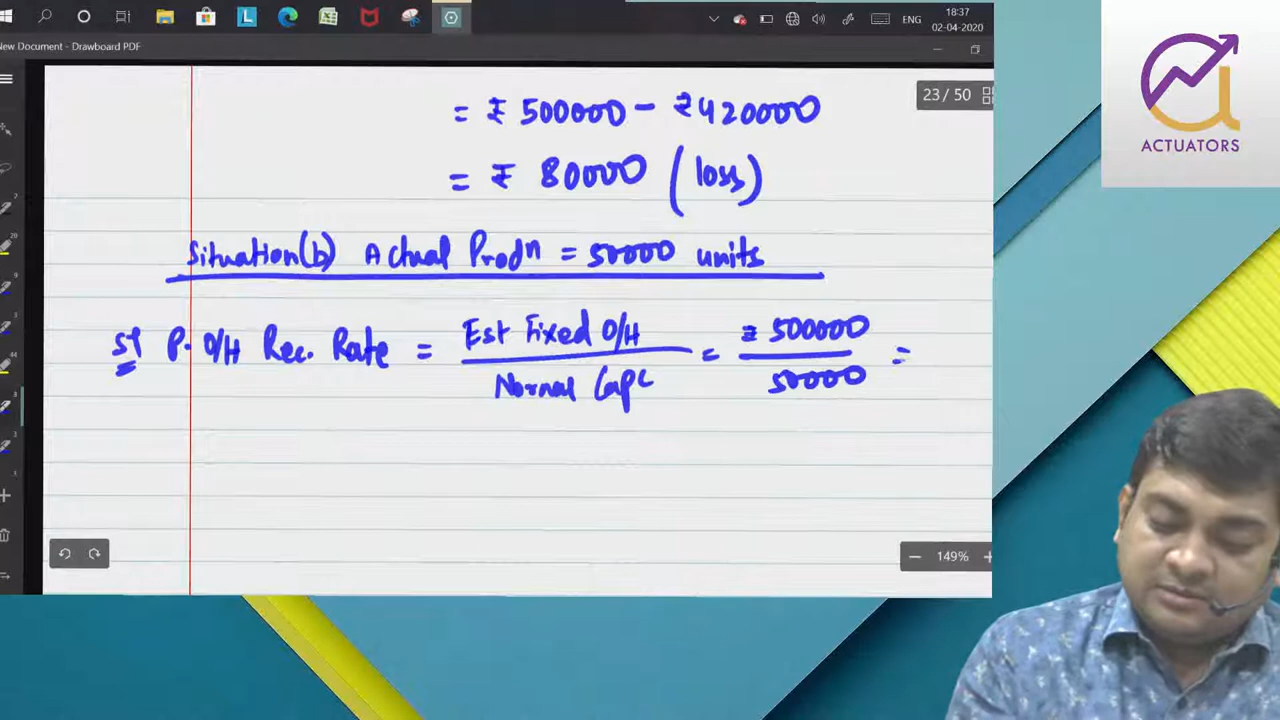 18:37
ENG
02-04-2020
New Document - Drawboard PDF
23 / 50
ACTUATORS
= ₹ 500000 - ₹ 420000
= ₹ 80000 (loss)
Situation(b) Actual Prodn = 50000 units
S1 P. O/H Rec. Rate = Est Fixed O/H / Normal Capc = ₹ 500000 / 50000 =
149%